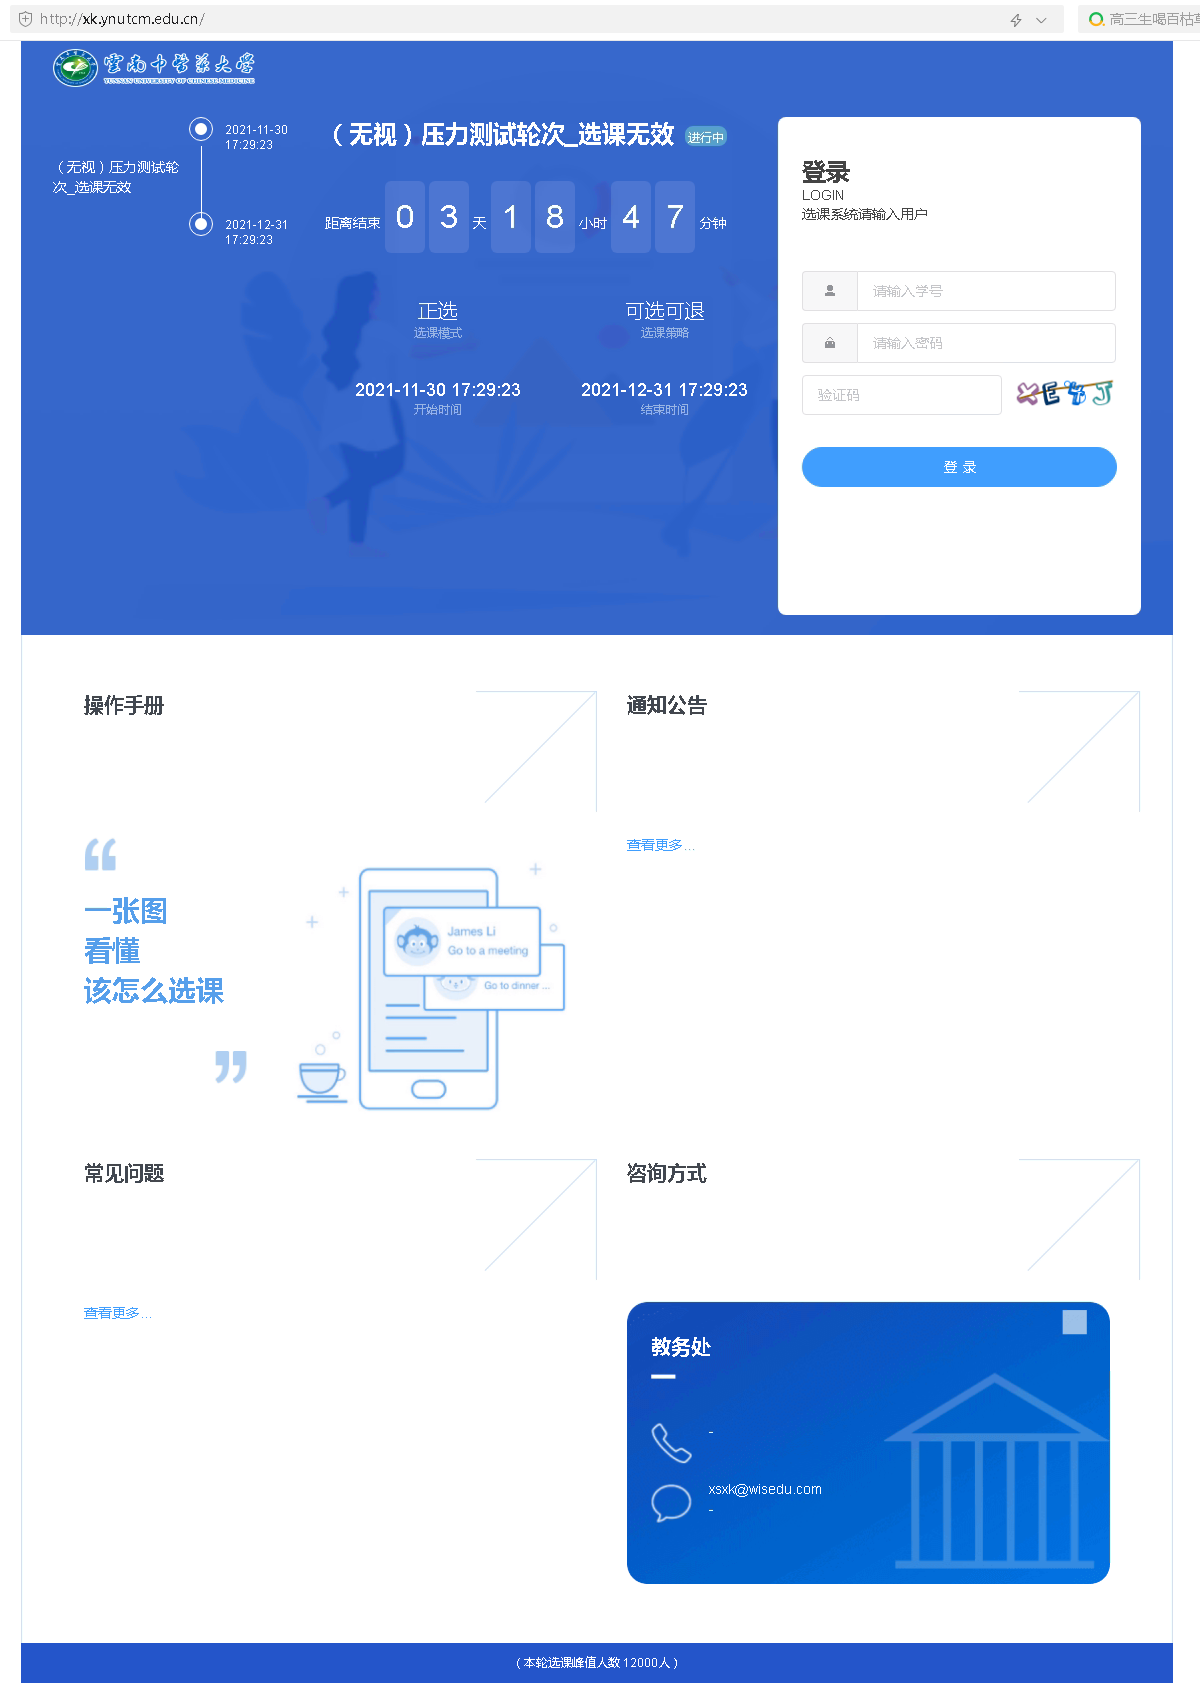 http://xk.ynutcm.edu.cn/
高三生喝百枯草
雲南中醫藥大學
YUNNAN UNIVERSITY OF CHINESE MEDICINE
2021-11-30
17:29:23
（无视）压力测试轮
次_选课无效
2021-12-31
17:29:23
（无视）压力测试轮次_选课无效 进行中
距离结束 0 3 天 1 8 小时 4 7 分钟
正选
选课模式
可选可退
选课策略
2021-11-30 17:29:23
开始时间
2021-12-31 17:29:23
结束时间
登录
LOGIN
选课系统请输入用户
请输入学号
请输入密码
验证码
登 录
操作手册
通知公告
查看更多...
“
一张图
看懂
该怎么选课
”
James Li
Go to a meeting
Go to dinner ...
常见问题
咨询方式
查看更多...
教务处
-
xsxk@wisedu.com
-
（本轮选课峰值人数12000人）